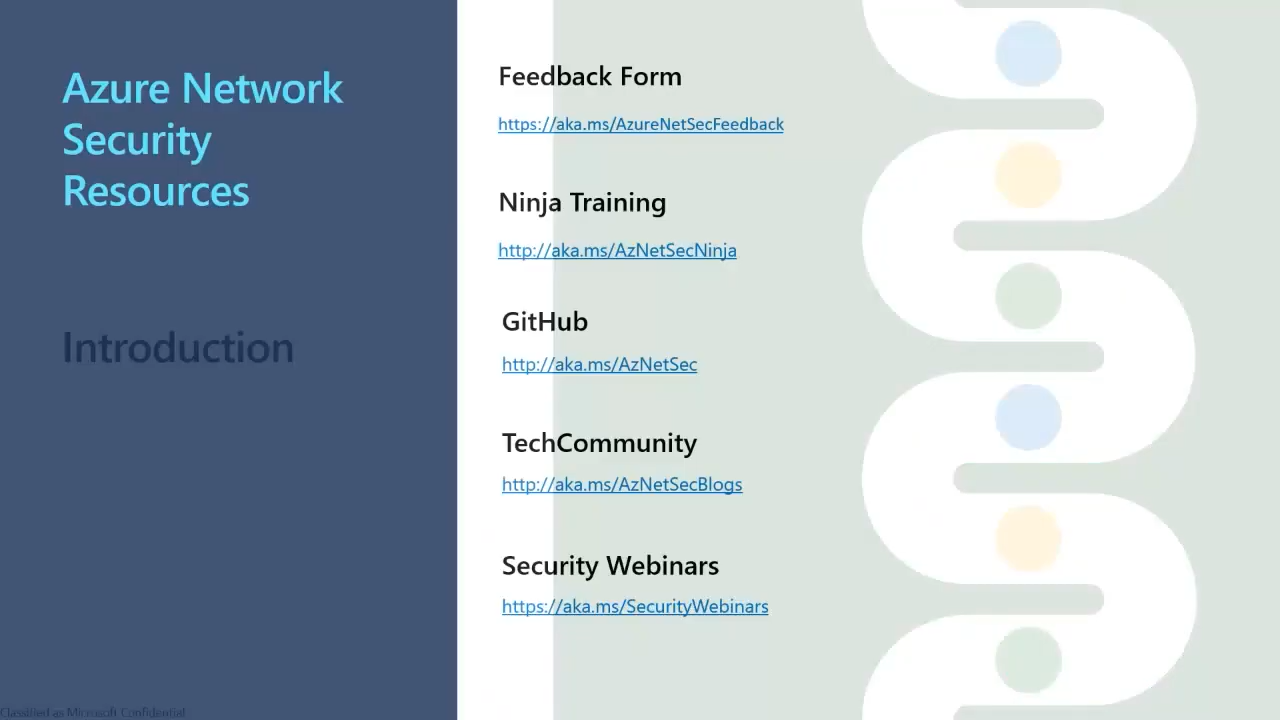 Azure Network
Security
Resources
Introduction
Feedback Form
https://aka.ms/AzureNetSecFeedback
Ninja Training
http://aka.ms/AzNetSecNinja
GitHub
http://aka.ms/AzNetSec
TechCommunity
http://aka.ms/AzNetSecBlogs
Security Webinars
https://aka.ms/SecurityWebinars
Classified as Microsoft Confidential